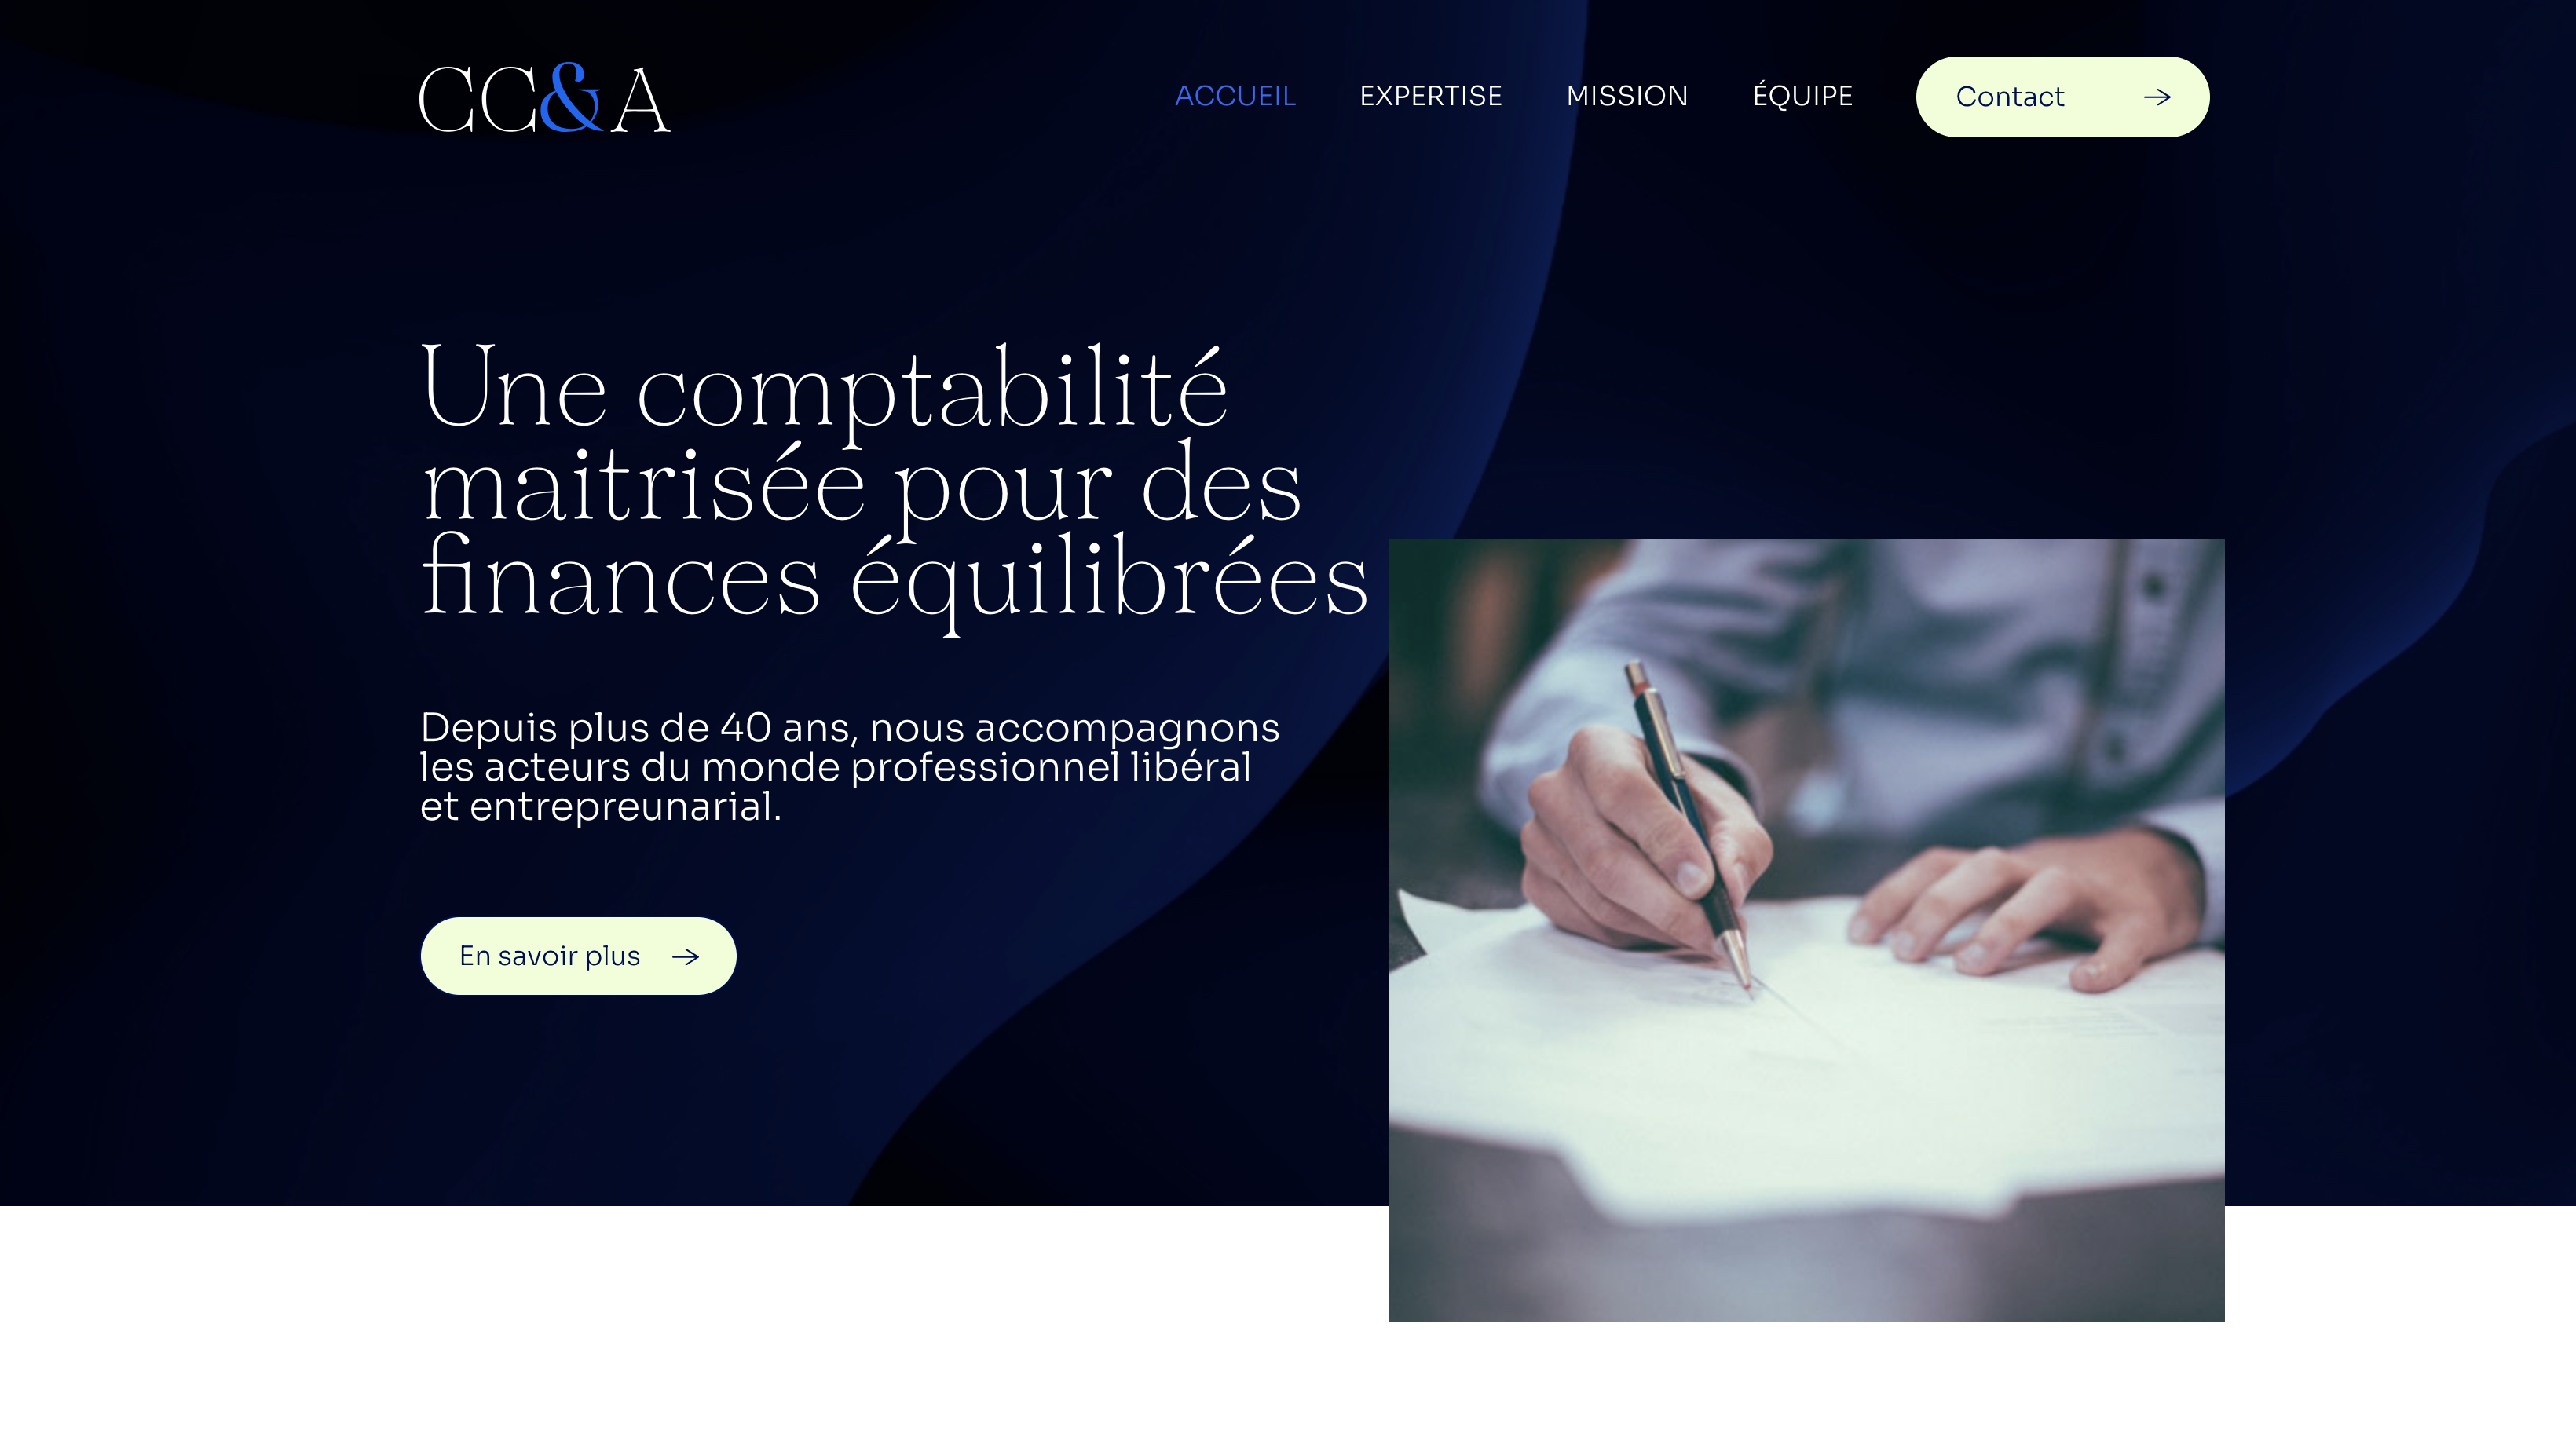 CC&A
ACCUEIL
EXPERTISE
MISSION
ÉQUIPE
Contact
Une comptabilité
maitrisée pour des
finances équilibrées
Depuis plus de 40 ans, nous accompagnons
les acteurs du monde professionnel libéral
et entrepreunarial.
En savoir plus